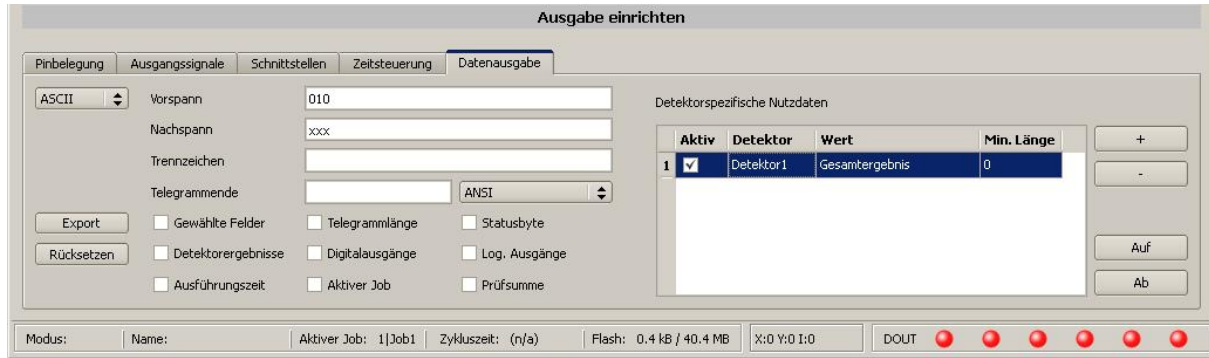 Ausgabe einrichten
Pinbelegung Ausgangssignale Schnittstellen Zeitsteuerung Datenausgabe
ASCII Vorspann 010
Nachspann xxx
Trennzeichen
Telegrammende ANSI
Export Gewählte Felder Telegrammlänge Statusbyte
Rücksetzen Detektorergebnisse Digitalausgänge Log. Ausgänge
Ausführungszeit Aktiver Job Prüfsumme
Detektorspezifische Nutzdaten
Aktiv Detektor Wert Min. Länge
1 Detektor1 Gesamtergebnis 0
+
-
Auf
Ab
Modus: Name: Aktiver Job: 1|Job1 Zykluszeit: (n/a) Flash: 0.4 kB / 40.4 MB X:0 Y:0 I:0 DOUT